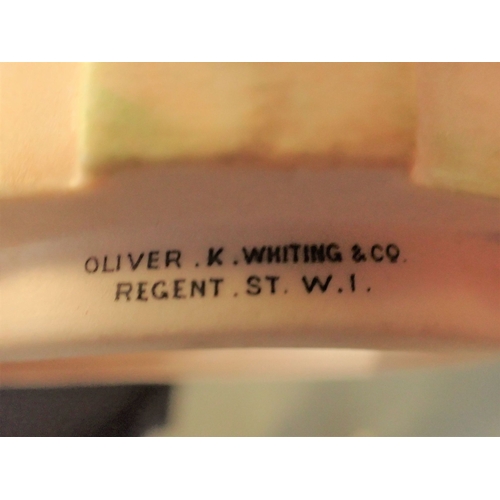 OLIVER . K . WHITING & CO.
REGENT . ST. W. 1.